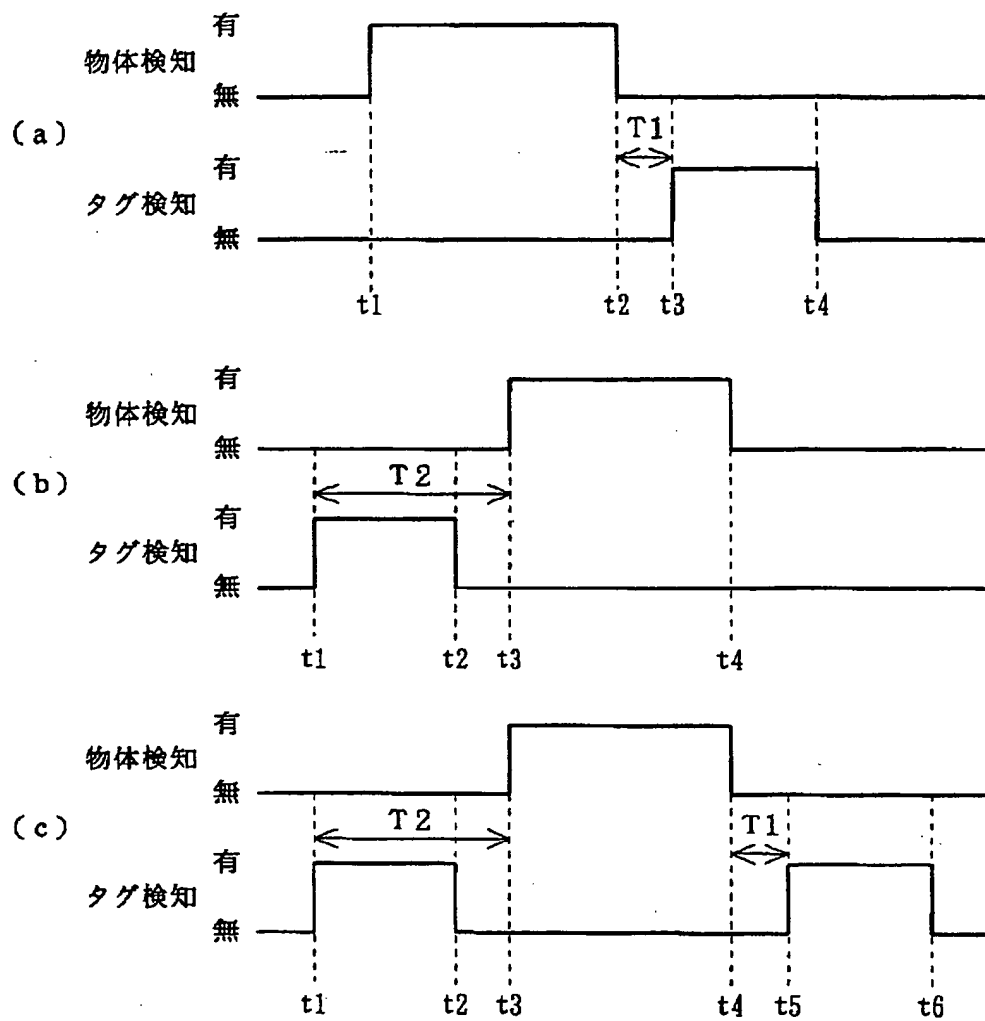 (a)
物体検知
有
無
T1
タグ検知
有
無
t1 t2 t3 t4
(b)
物体検知
有
無
T2
タグ検知
有
無
t1 t2 t3 t4
(c)
物体検知
有
無
T2 T1
タグ検知
有
無
t1 t2 t3 t4 t5 t6